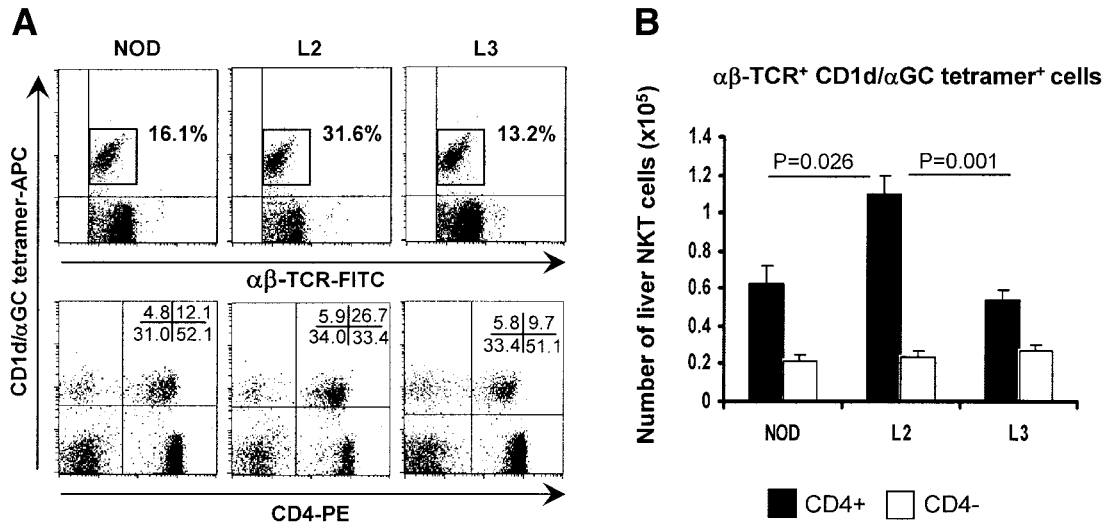 A
NOD L2 L3
CD1d/αGC tetramer-APC
16.1% 31.6% 13.2%
αβ-TCR-FITC
4.8 12.1
31.0 52.1
5.9 26.7
34.0 33.4
5.8 9.7
33.4 51.1
CD4-PE
B
αβ-TCR+ CD1d/αGC tetramer+ cells
Number of liver NKT cells (x10⁵)
1.4
1.2
1
0.8
0.6
0.4
0.2
0
P=0.026 P=0.001
NOD L2 L3
CD4+ CD4-